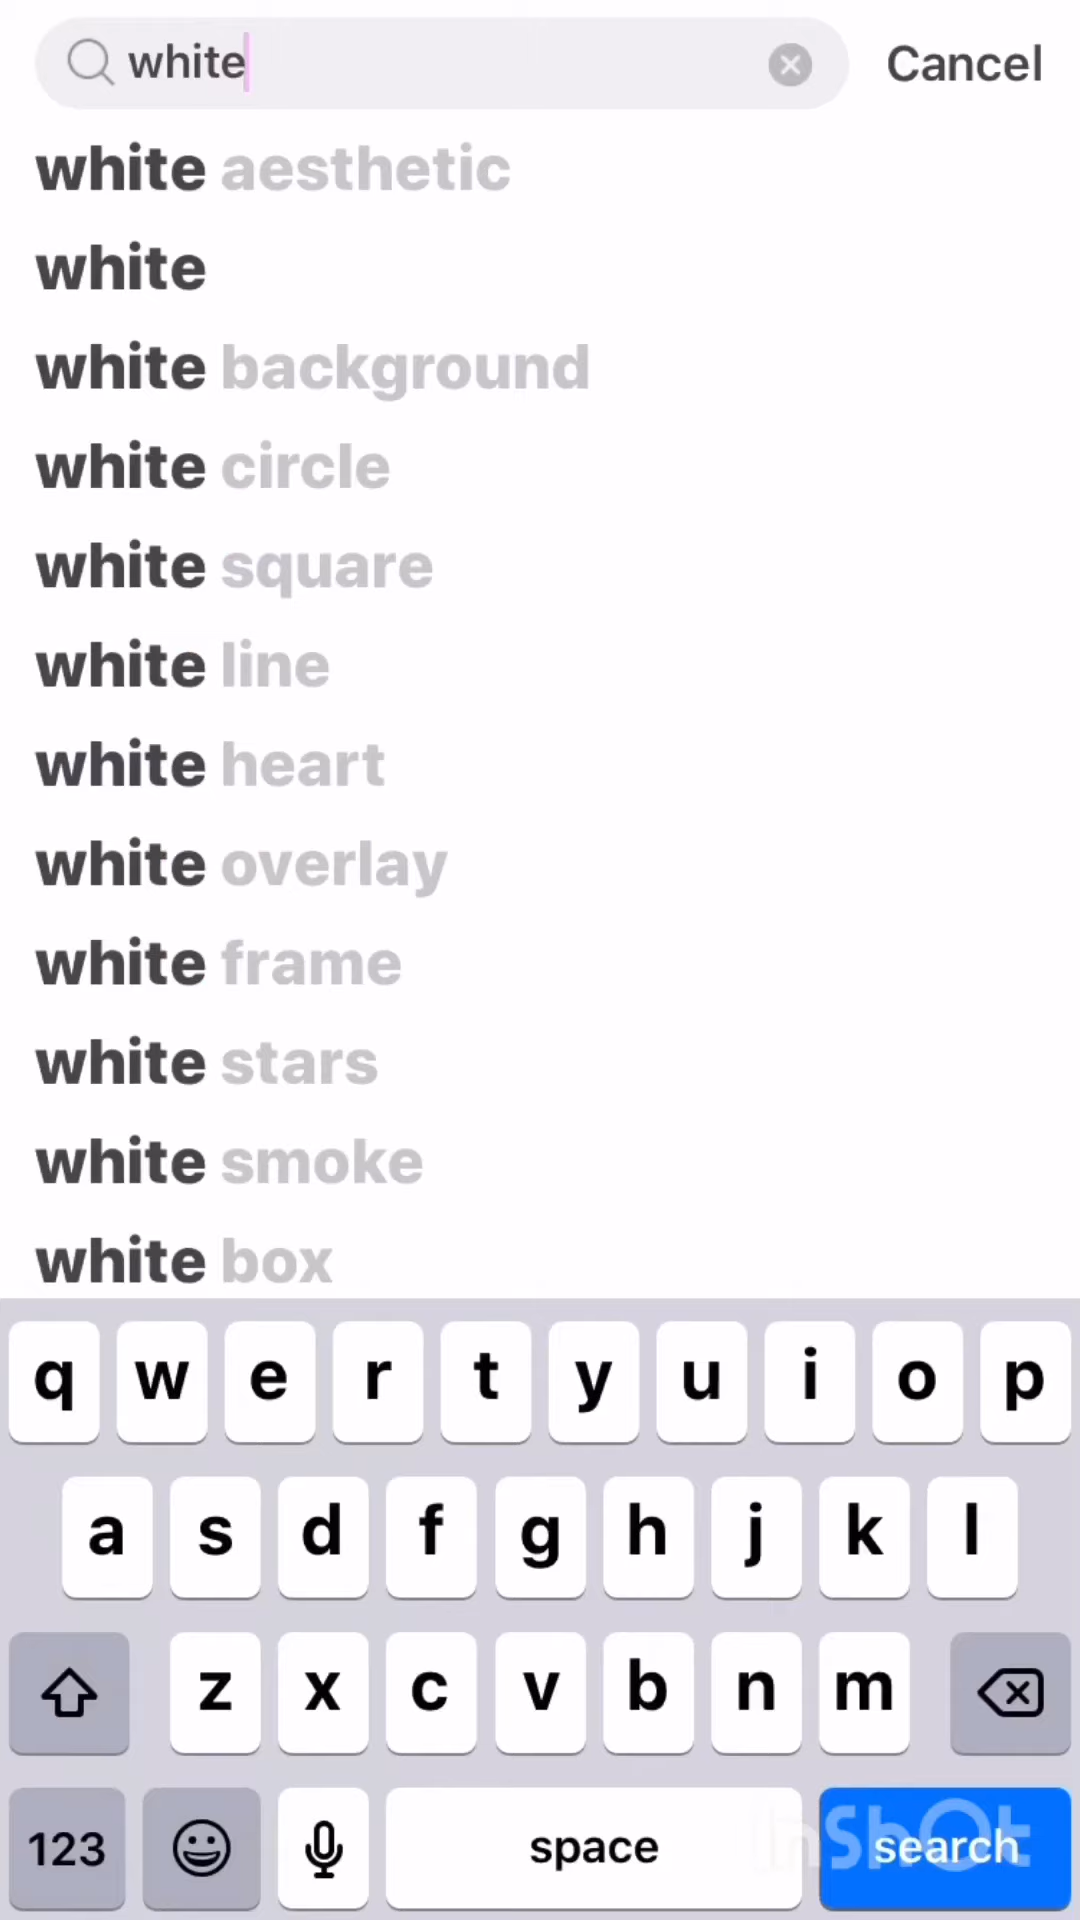 white
Cancel
white aesthetic
white
white background
white circle
white square
white line
white heart
white overlay
white frame
white stars
white smoke
white box
q w e r t y u i o p
a s d f g h j k l
z x c v b n m
123 space search
InShOt